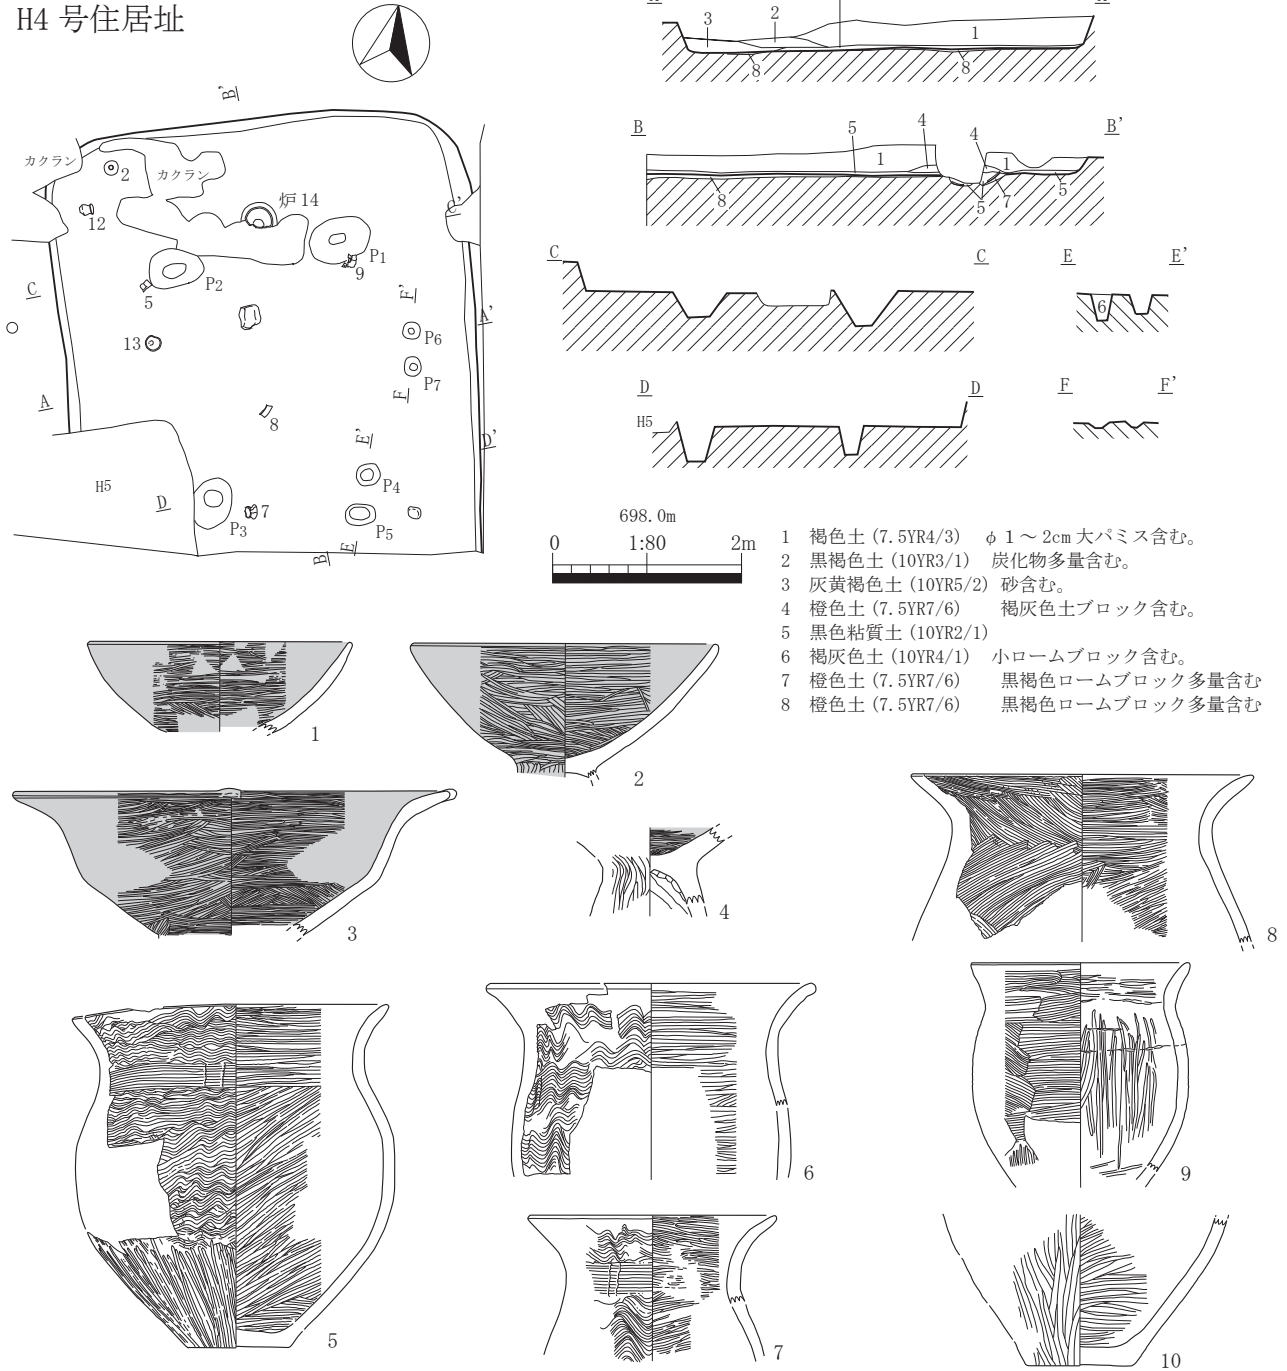 H4 号住居址
3
2
1
8
8
B
B'
5
4
4
1
1
8
5
7
5
B'
カクラン
カクラン
2
炉 14
C'
12
P1
9
P2
5
C
F'
A'
13
P6
P7
F
A
8
E'
D'
H5
D
P4
7
P3
P5
E
B
C
C
E
E'
6
D
D
H5
F
F'
698.0m
0 1:80 2m
1 褐色土 (7.5YR4/3) φ 1 ~ 2cm 大パミス含む。
2 黒褐色土 (10YR3/1) 炭化物多量含む。
3 灰黄褐色土 (10YR5/2) 砂含む。
4 橙色土 (7.5YR7/6) 褐灰色土ブロック含む。
5 黒色粘質土 (10YR2/1)
6 褐灰色土 (10YR4/1) 小ロームブロック含む。
7 橙色土 (7.5YR7/6) 黒褐色ロームブロック多量含む
8 橙色土 (7.5YR7/6) 黒褐色ロームブロック多量含む
1
2
3
4
8
5
6
9
7
10